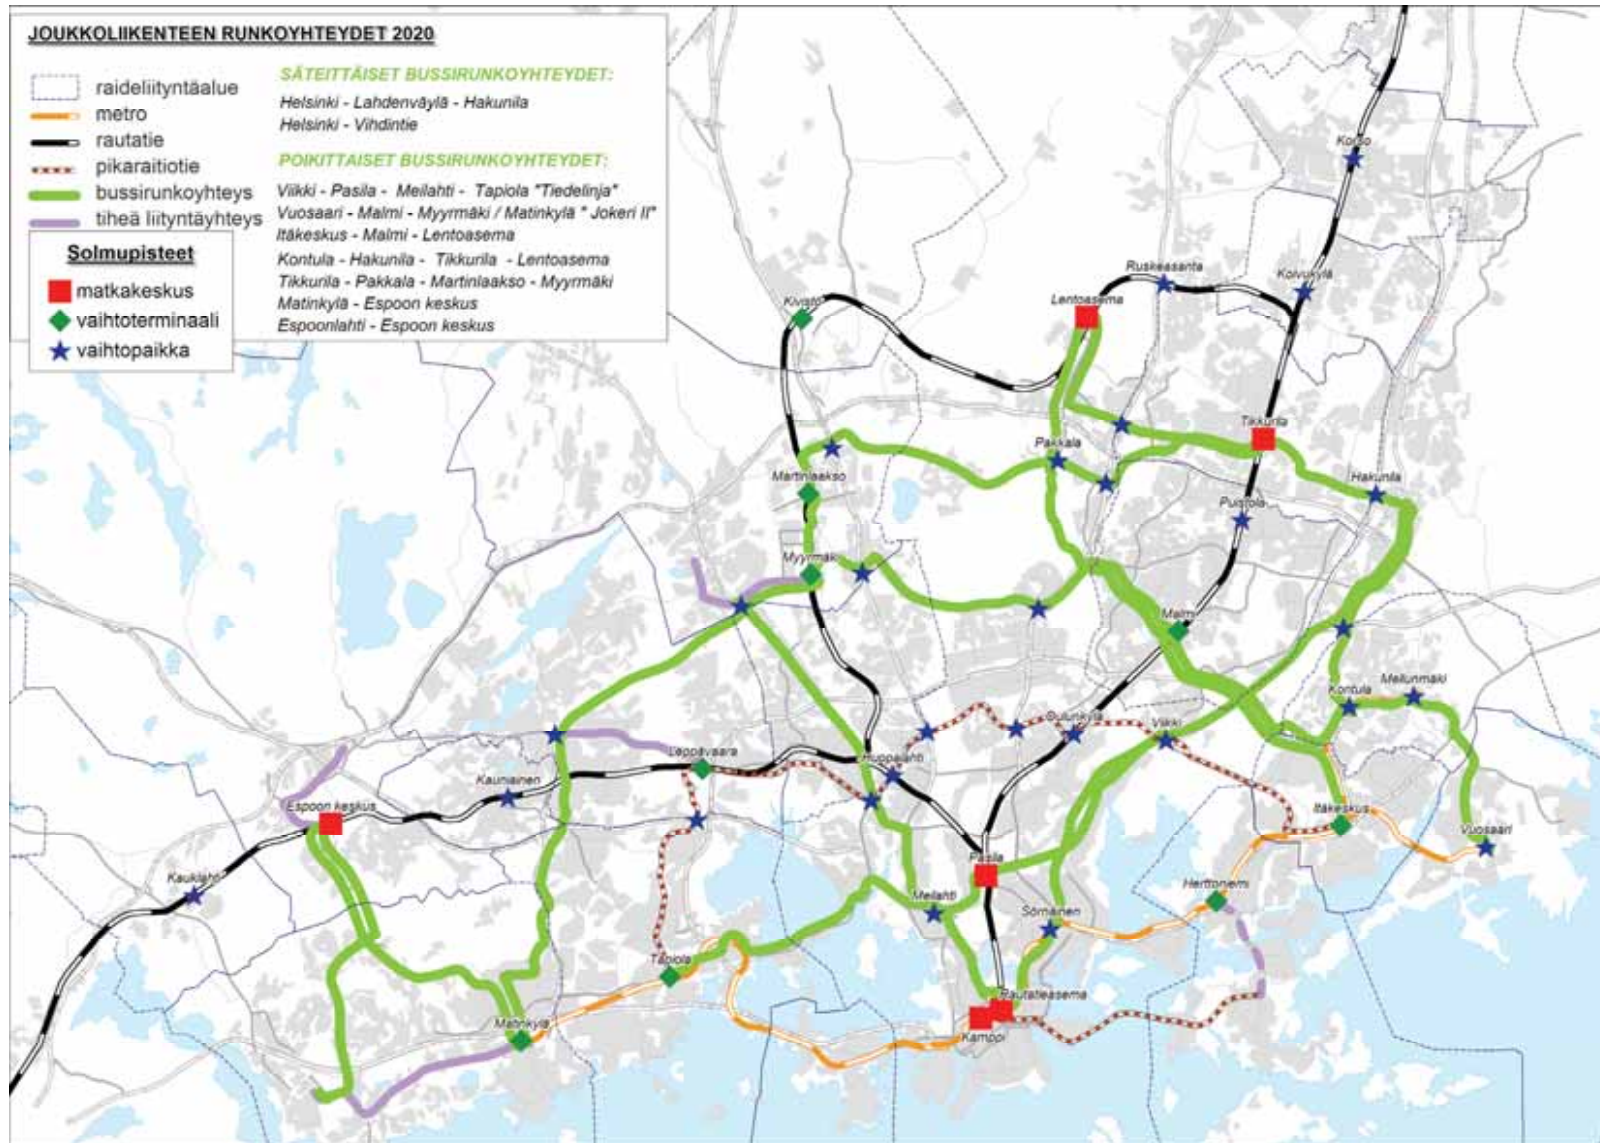 JOUKKOLIIKENTEEN RUNKOYHTEYDET 2020
raideliityntäalue
metro
rautatie
pikaraitiotie
bussirunkoyhteys
tiheä liityntäyhteys
SÄTEITTÄISET BUSSIRUNKOYHTEYDET:
Helsinki - Lahdenväylä - Hakunila
Helsinki - Vihdintie
POIKITTAISET BUSSIRUNKOYHTEYDET:
Viikki - Pasila - Meilahti - Tapiola "Tiedelinja"
Vuosaari - Malmi - Myyrmäki / Matinkylä " Jokeri II"
Itäkeskus - Malmi - Lentoasema
Kontula - Hakunila - Tikkurila - Lentoasema
Tikkurila - Pakkala - Martinlaakso - Myyrmäki
Matinkylä - Espoon keskus
Espoonlahti - Espoon keskus
Solmupisteet
matkakeskus
vaihtoterminaali
vaihtopaikka
Korso
Ruskeasanta
Koivukylä
Lentoasema
Kivistö
Tikkurila
Pakkala
Martinlaakso
Hakunila
Puistola
Myyrmäki
Malmi
Mellunmäki
Kontula
Oulunkylä
Viikki
Leppävaara
Huopalahti
Kauniainen
Espoon keskus
Itäkeskus
Vuosaari
Pasila
Kauklahti
Herttoniemi
Meilahti
Sörnäinen
Tapiola
Rautatieasema
Matinkylä
Kamppi